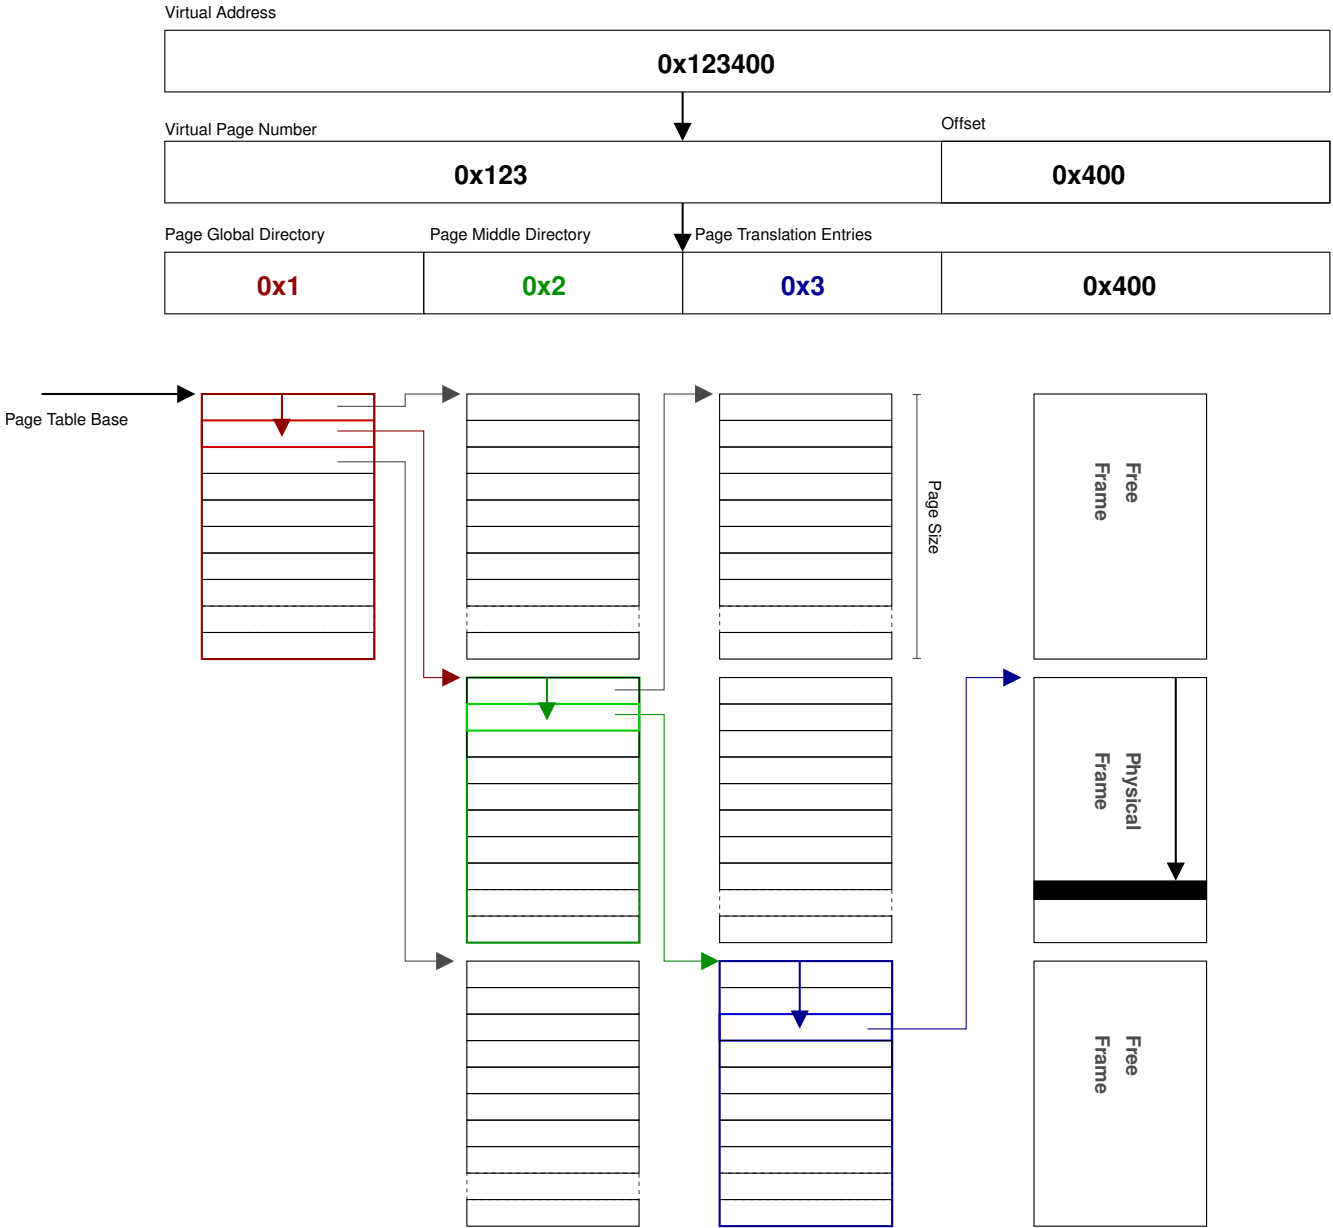 Virtual Address
0x123400
Virtual Page Number
Offset
0x123
0x400
Page Global Directory
Page Middle Directory
Page Translation Entries
0x1
0x2
0x3
0x400
Page Table Base
Page Size
Free
Frame
Physical
Frame
Free
Frame